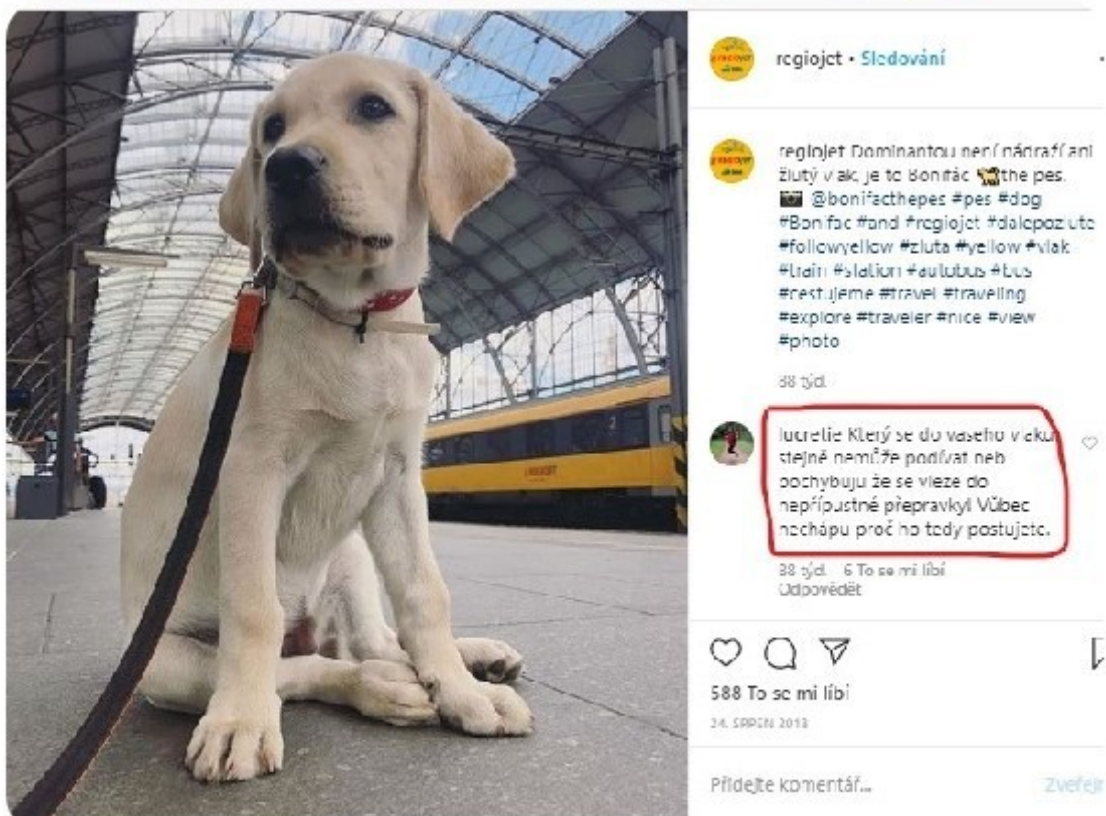 regiojet • Sledování
regiojet Dominantou není nádraží ani
žlutý vlak, je to Bonifác 🐕the pes.
📷 @bonifacthepes #pes #dog
#Bonifac #and #regiojet #dalepozlute
#followyellow #zluta #yellow #vlak
#train #station #autobus #bus
#cestujeme #travel #traveling
#explore #traveler #nice #view
#photo
38 týd.
lucretie Který se do vaseho vlaku
stejně nemůže podívat neb
pochybuju že se vleze do
nepřípustné přepravky! Vůbec
nechápu proč ho tedy postujete.
38 týd. 6 To se mi líbí
Odpovědět
588 To se mi líbí
24. SRPEN 2018
Přidejte komentář...
Zveřejn